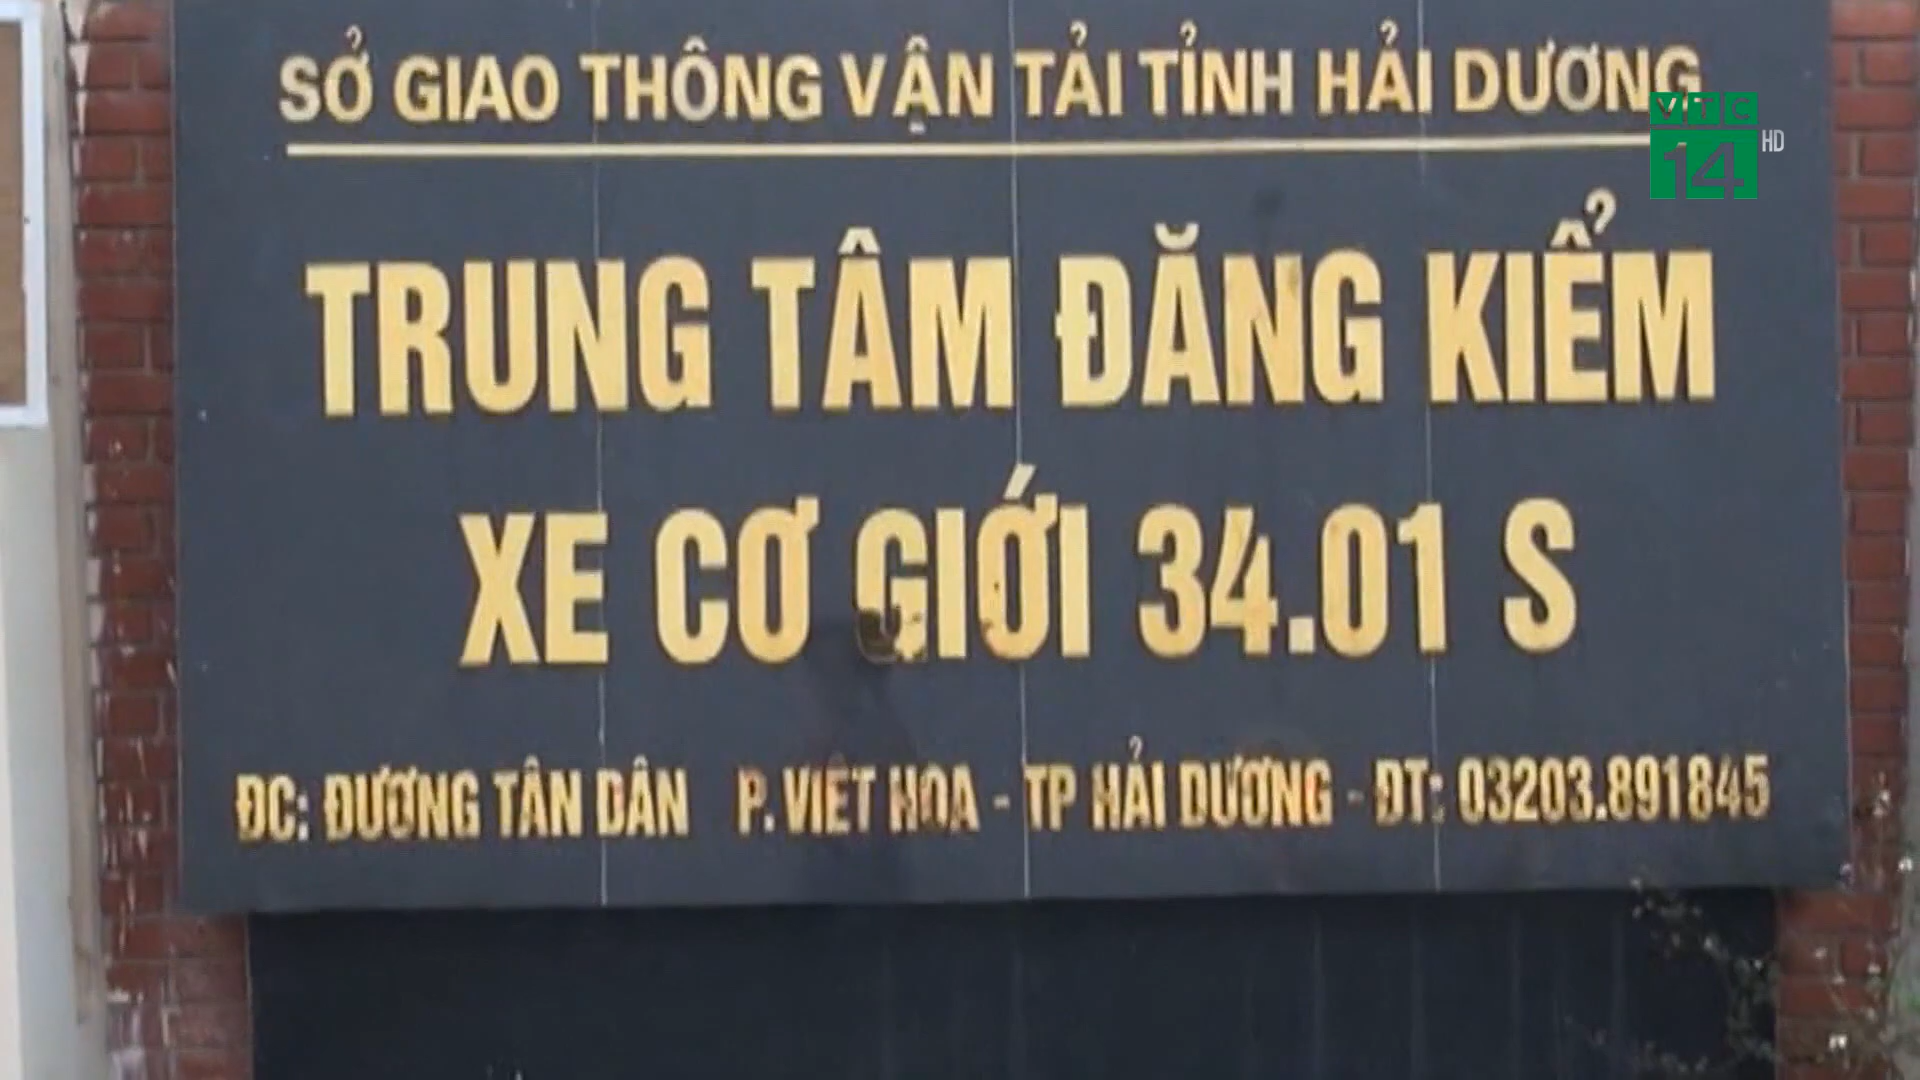 SỞ GIAO THÔNG VẬN TẢI TỈNH HẢI DƯƠNG
VTC
14 HD
TRUNG TÂM ĐĂNG KIỂM
XE CƠ GIỚI 34.01 S
ĐC: ĐƯƠNG TÂN DÂN P. VIỆT HOA - TP HẢI DƯƠNG - ĐT: 03203.891845